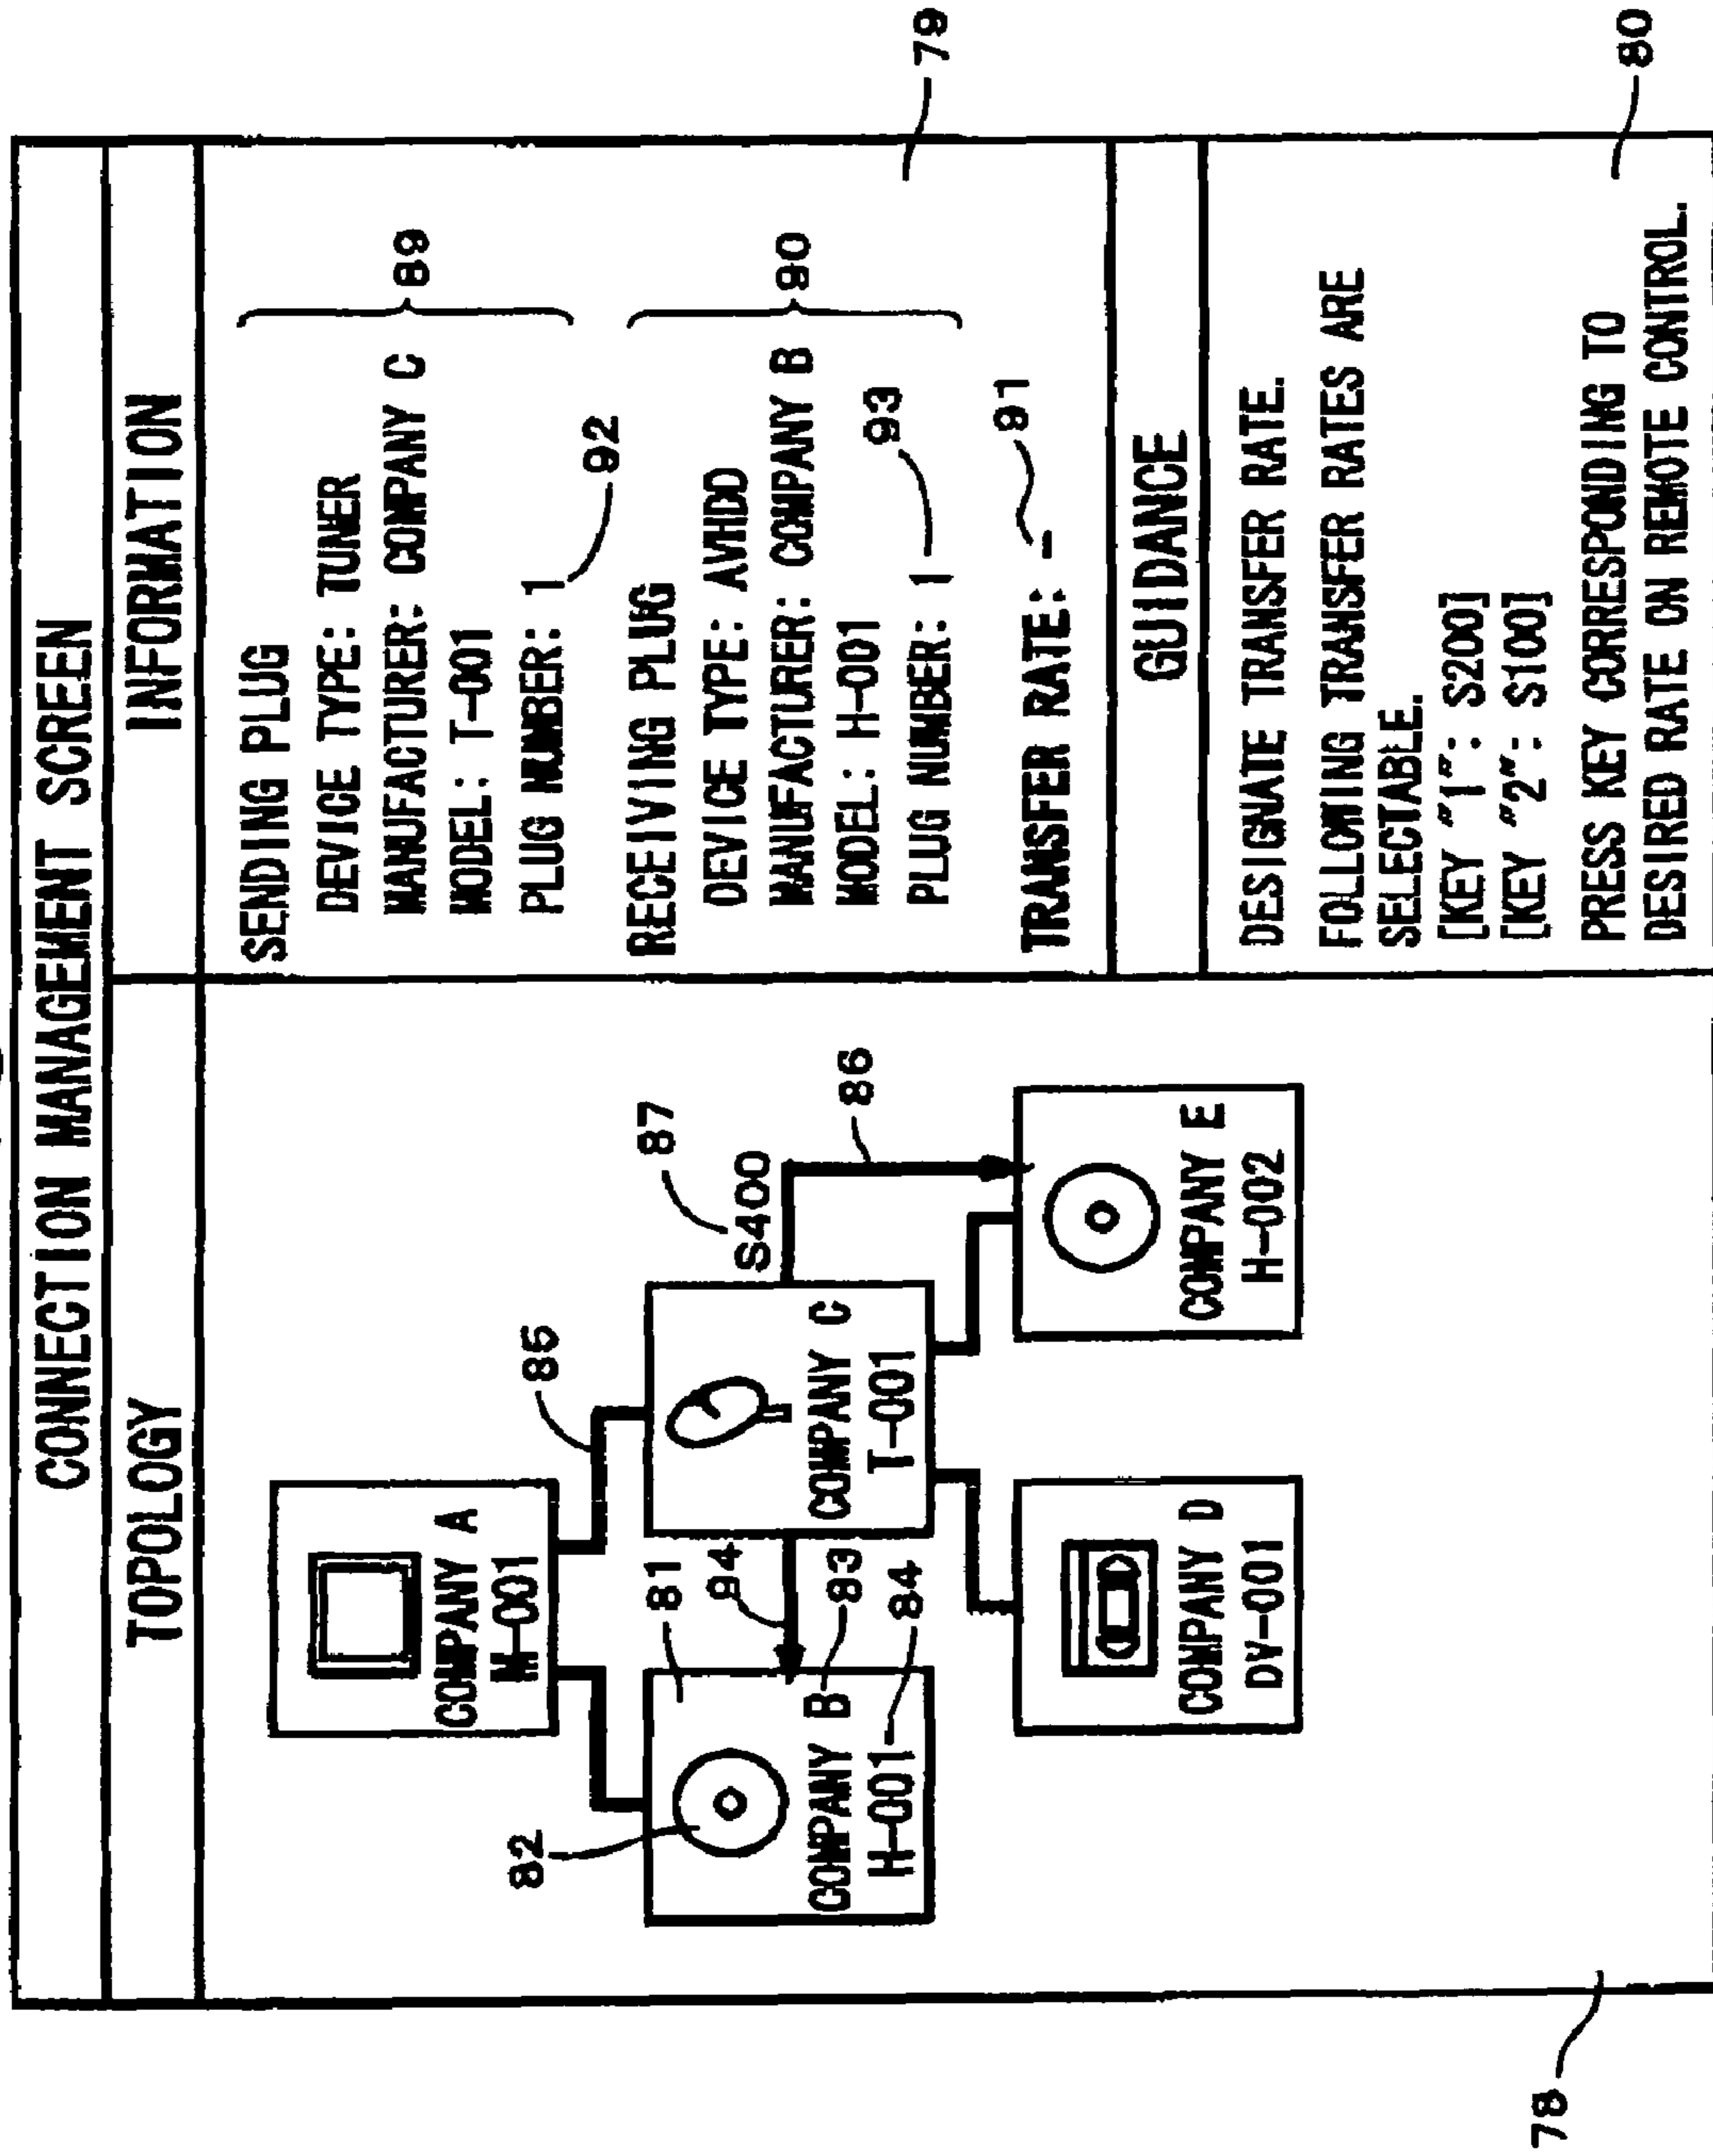 CONNECTION MANAGEMENT SCREEN
TOPOLOGY
COMPANY A
M-001
85
82
81
COMPANY B
H-001
94
83
84
COMPANY C
T-001
87
S400
86
COMPANY D
DV-001
COMPANY E
H-002
78
INFORMATION
SENDING PLUG
DEVICE TYPE: TUNER
MANUFACTURER: COMPANY C
MODEL: T-001
PLUG NUMBER: 1
89
92
RECEIVING PLUG
DEVICE TYPE: AVHDD
MANUFACTURER: COMPANY B
MODEL: H-001
PLUG NUMBER: 1
90
93
TRANSFER RATE: -
91
79
GUIDANCE
DESIGNATE TRANSFER RATE.
FOLLOWING TRANSFER RATES ARE
SELECTABLE.
[KEY "1": S200]
[KEY "2": S100]
PRESS KEY CORRESPONDING TO
DESIRED RATE ON REMOTE CONTROL.
80